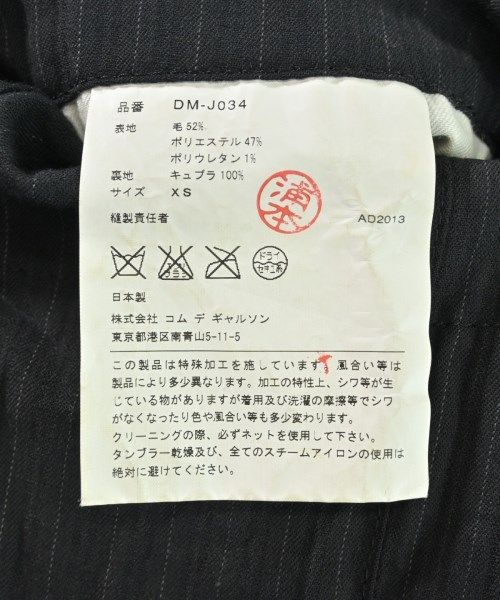 品番 DM-J034
表地 毛 52%
ポリエステル 47%
ポリウレタン 1%
裏地 キュプラ 100%
サイズ XS
縫製責任者 AD2013
ドライ
セキユ系
日本製
株式会社 コム デ ギャルソン
東京都港区南青山5-11-5
この製品は特殊加工を施しています 風合い等は
製品により多少異なります。加工の特性上、シワ等が生
じている物がありますが着用及び洗濯の摩擦等でシワ
がなくなったり色や風合い等も多少変わります。
クリーニングの際、必ずネットを使用して下さい。
タンブラー乾燥及び、全てのスチームアイロンの使用は
絶対に避けてください。